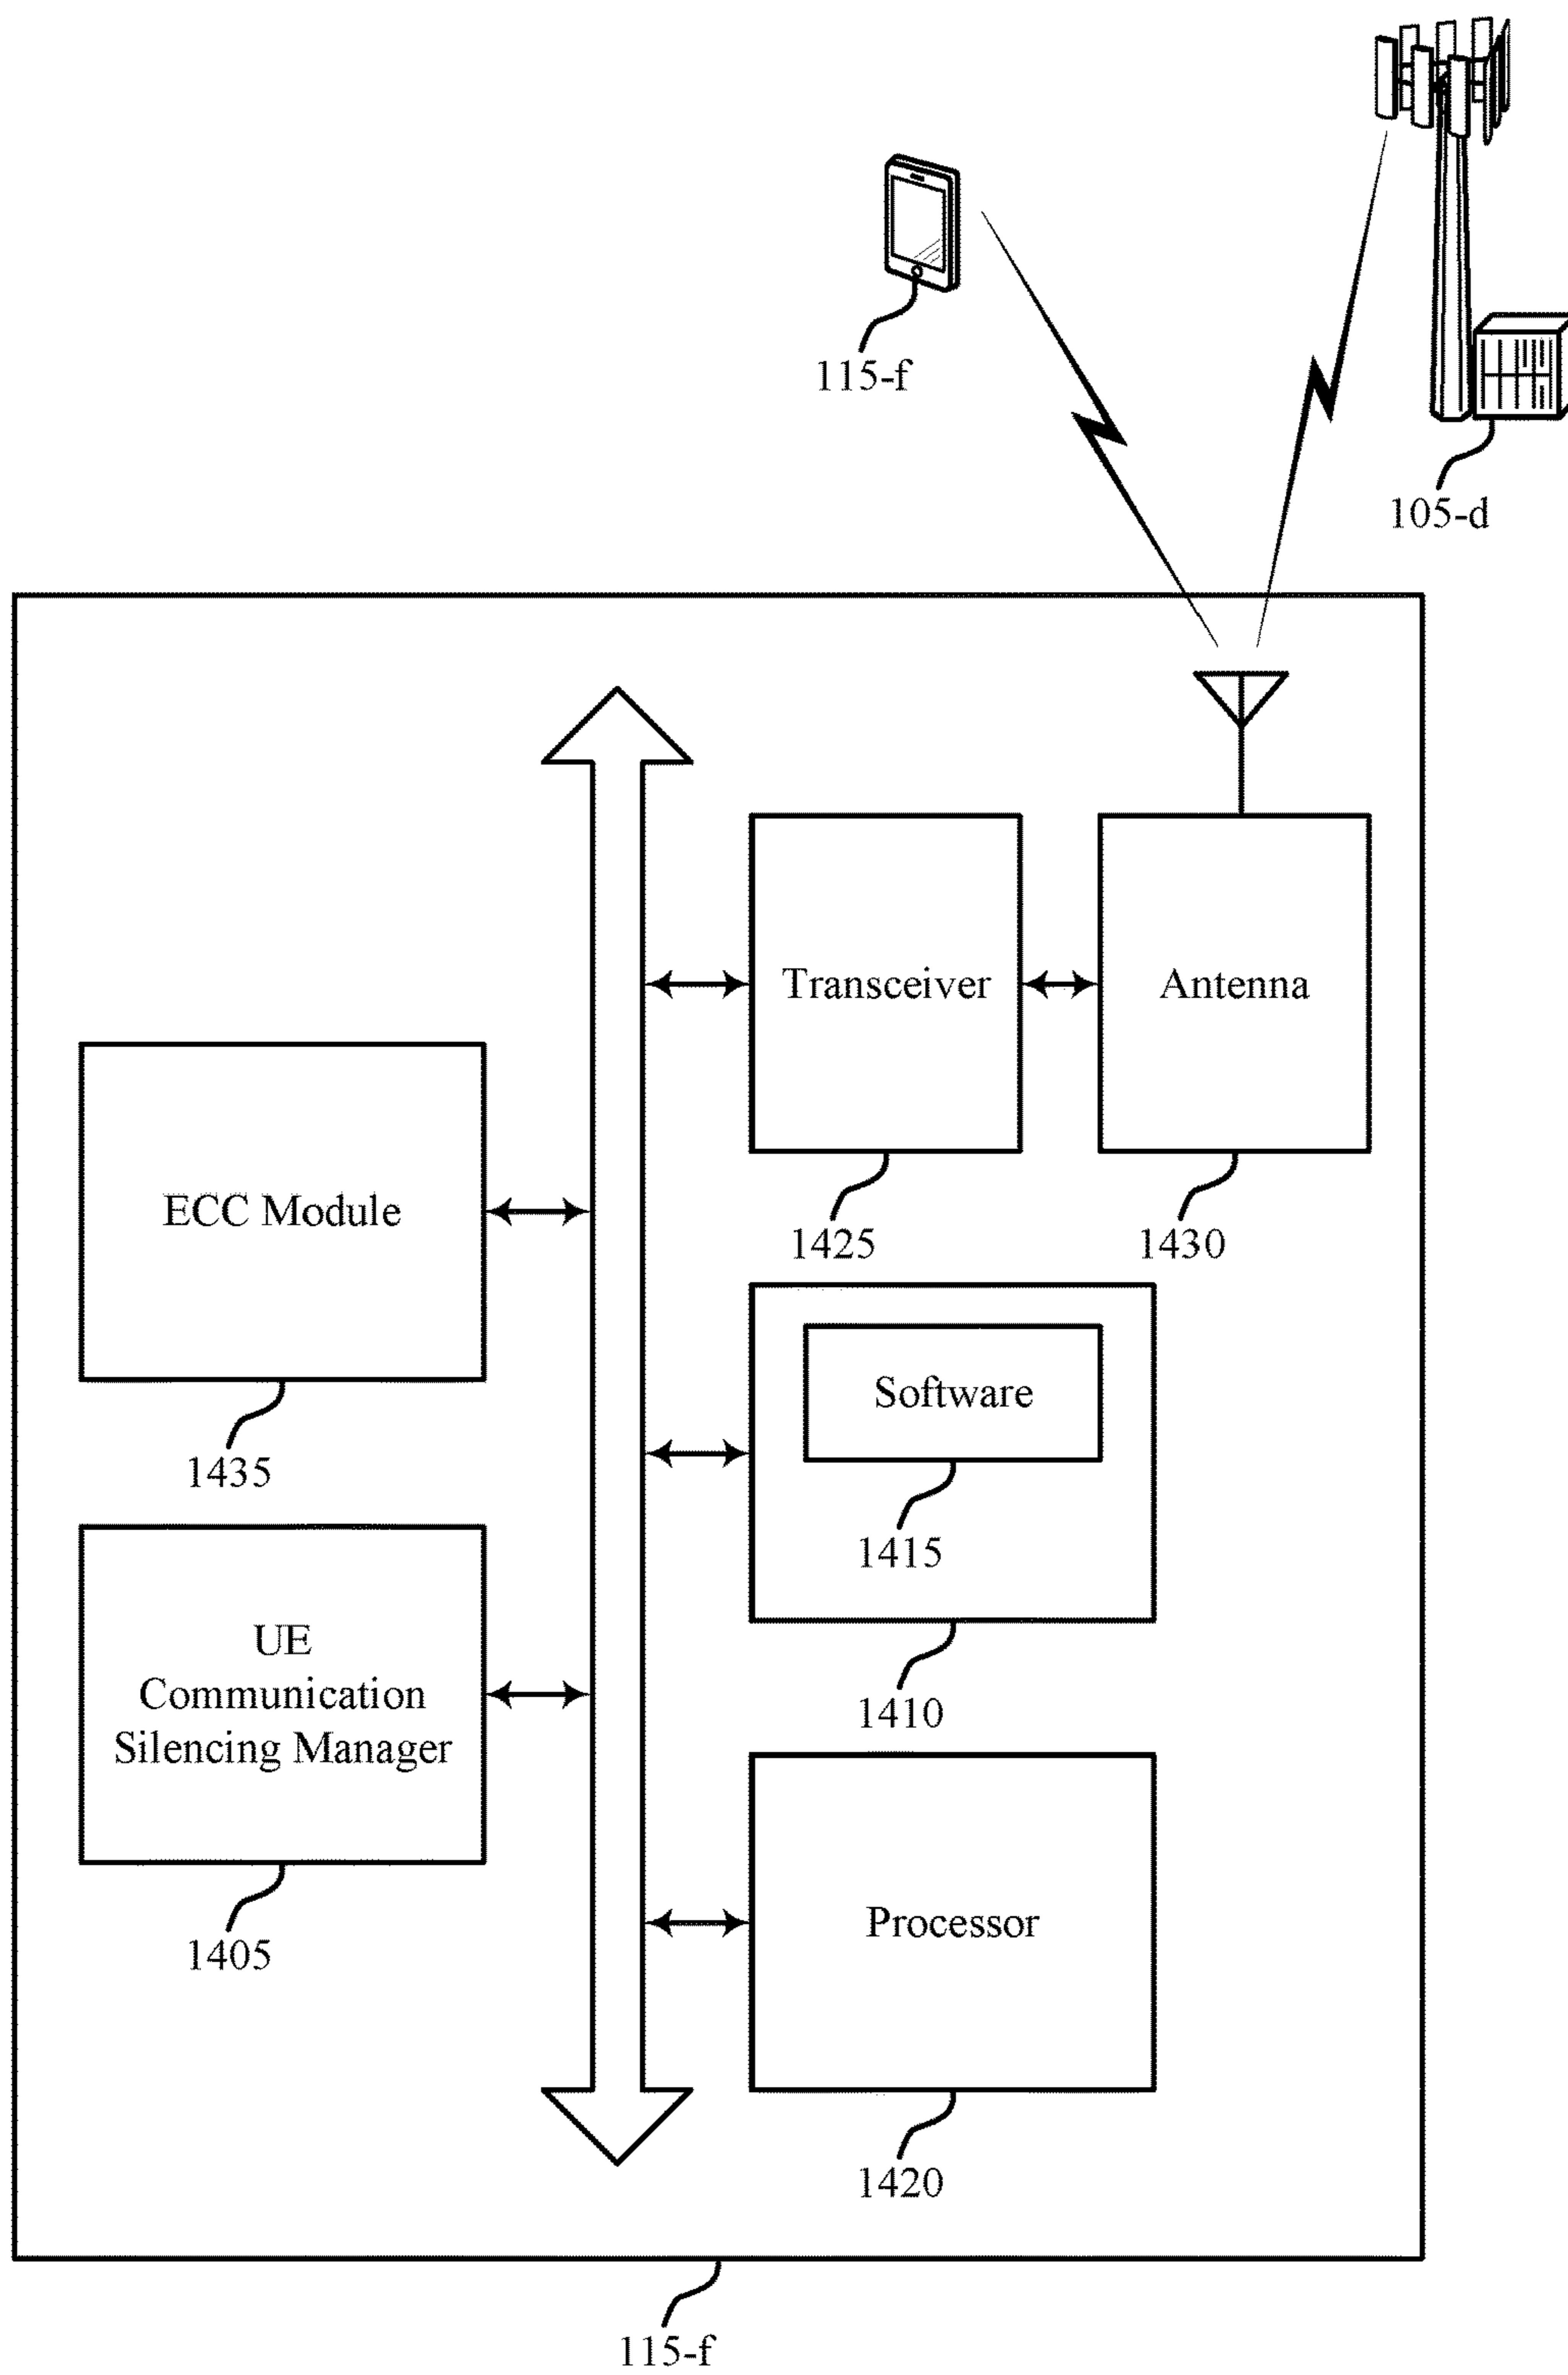 115-f
105-d
Transceiver
Antenna
1425
1430
ECC Module
1435
Software
1415
1410
UE
Communication
Silencing Manager
1405
Processor
1420
115-f